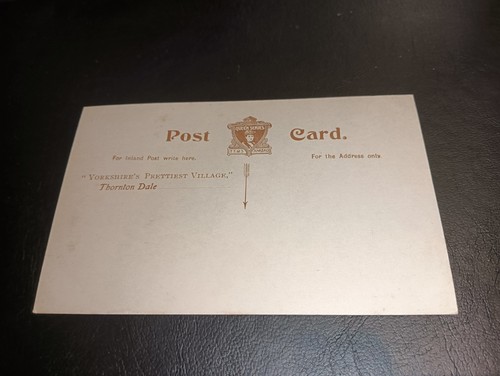 Post Card.
For Inland Post write here.
For the Address only
"Yorkshire's Prettiest Village,"
Thornton Dale